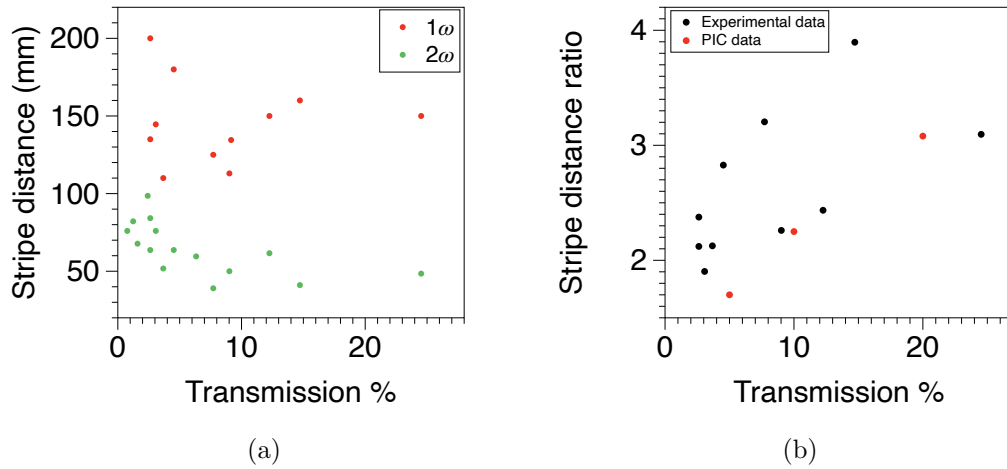 200
150
100
50
0
10
20
Stripe distance (mm)
Transmission %
1ω
2ω
(a)
4
3
2
0
10
20
Stripe distance ratio
Transmission %
Experimental data
PIC data
(b)